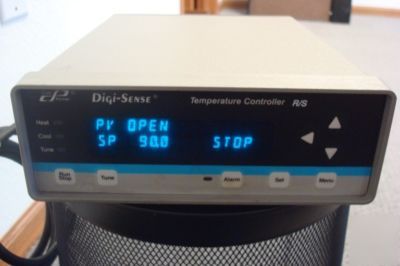 DIGI-SENSE®
Temperature Controller R/S
Heat
Cool
Tune
PV OPEN
SP 90.0 STOP
Run Stop
Tune
Alarm
Set
Menu